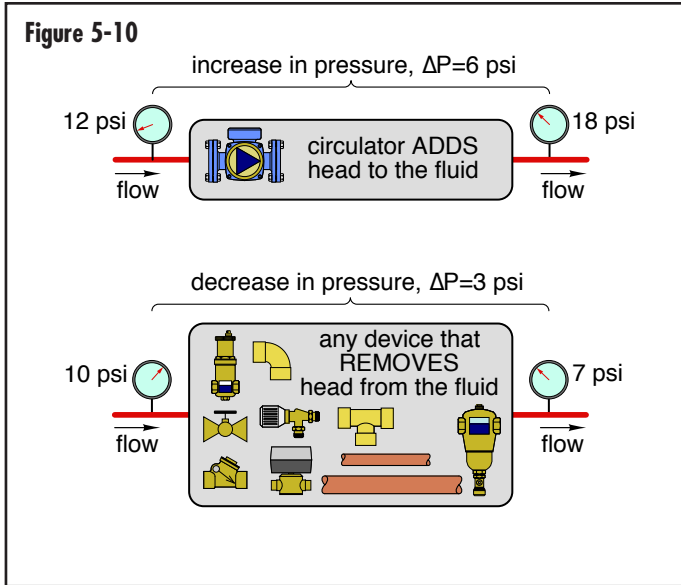 Figure 5-10
increase in pressure, ΔP=6 psi
12 psi
18 psi
circulator ADDS
head to the fluid
flow
flow
decrease in pressure, ΔP=3 psi
any device that
REMOVES
head from the fluid
10 psi
7 psi
flow
flow